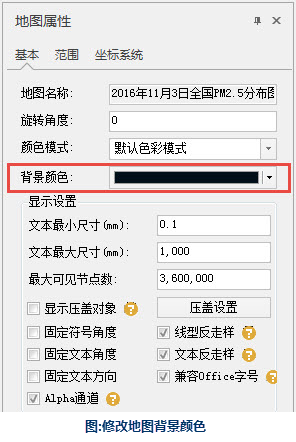 地图属性
基本 范围 坐标系统
地图名称: 2016年11月3日全国PM2.5分布图
旋转角度: 0
颜色模式: 默认色彩模式
背景颜色:
显示设置
文本最小尺寸(mm): 0.1
文本最大尺寸(mm): 1,000
最大可见节点数: 3,600,000
显示压盖对象 ? 压盖设置
固定符号角度 线型反走样 ?
固定文本角度 文本反走样 ?
固定文本方向 兼容Office字号 ?
Alpha通道 ?
图:修改地图背景颜色